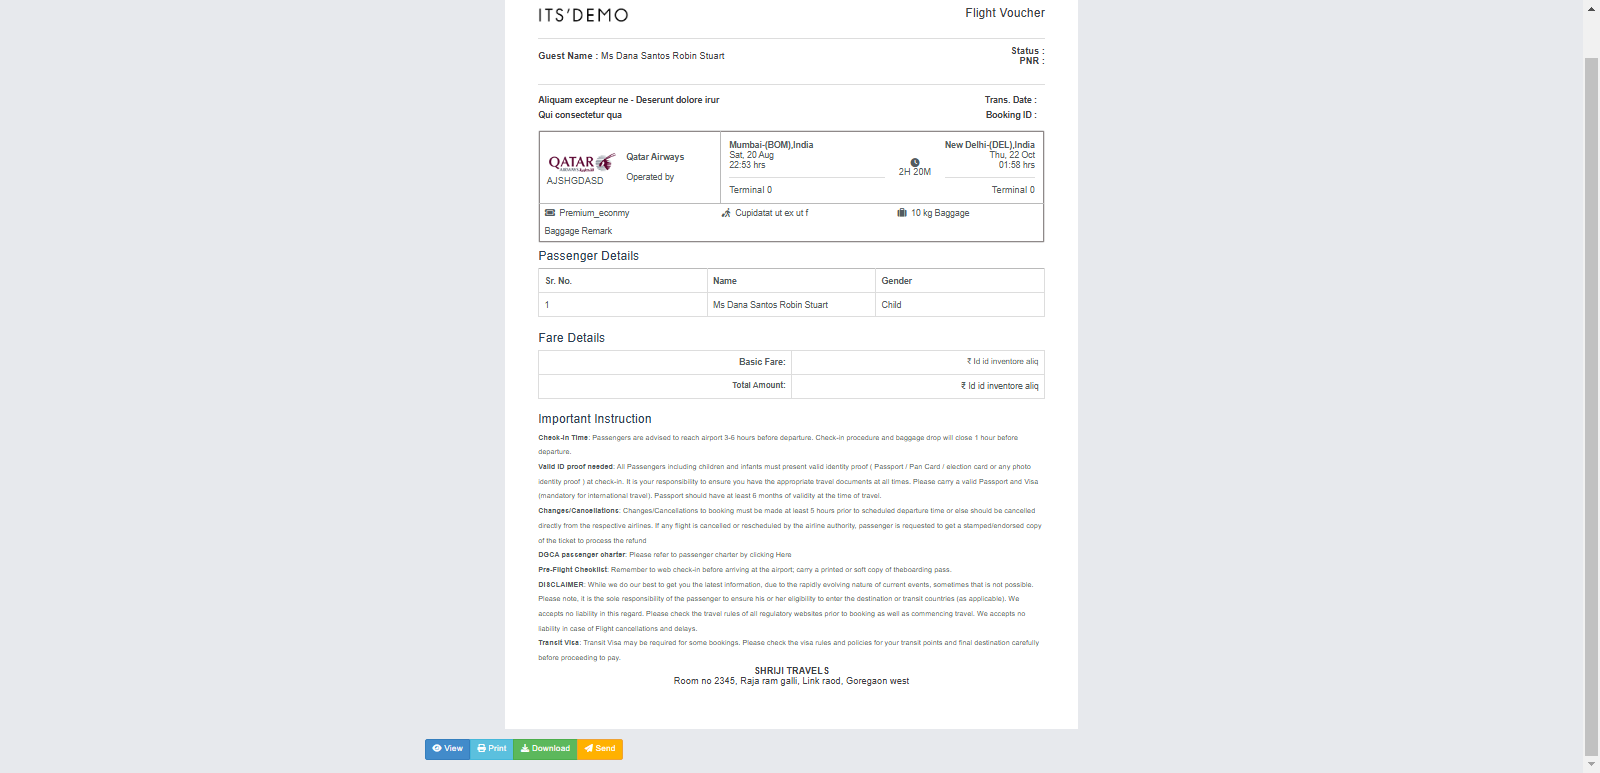 ITS'DEMO
Flight Voucher
Guest Name : Ms Dana Santos Robin Stuart
Status :
PNR :
Aliquam excepteur ne - Deserunt dolore irur
Qui consectetur qua
Trans. Date :
Booking ID :
QATAR
AJSHGDASD
Qatar Airways
Operated by
Mumbai-(BOM),India
Sat, 20 Aug
22:53 hrs
Terminal 0
2H 20M
New Delhi-(DEL),India
Thu, 22 Oct
01:58 hrs
Terminal 0
Premium_econmy
Cupidatat ut ex ut f
10 kg Baggage
Baggage Remark
Passenger Details
Sr. No. Name Gender
1 Ms Dana Santos Robin Stuart Child
Fare Details
Basic Fare: ₹ Id id inventore aliq
Total Amount: ₹ Id id inventore aliq
Important Instruction
Check-in Time: Passengers are advised to reach airport 3-6 hours before departure. Check-in procedure and baggage drop will close 1 hour before
departure.
Valid ID proof needed: All Passengers including children and infants must present valid identity proof ( Passport / Pan Card / election card or any photo
identity proof ) at check-in. It is your responsibility to ensure you have the appropriate travel documents at all times. Please carry a valid Passport and Visa
(mandatory for international travel). Passport should have at least 6 months of validity at the time of travel.
Changes/Cancellations: Changes/Cancellations to booking must be made at least 5 hours prior to scheduled departure time or else should be cancelled
directly from the respective airlines. If any flight is cancelled or rescheduled by the airline authority, passenger is requested to get a stamped/endorsed copy
of the ticket to process the refund
DGCA passenger charter: Please refer to passenger charter by clicking Here
Pre-Flight Checklist: Remember to web check-in before arriving at the airport; carry a printed or soft copy of theboarding pass.
DISCLAIMER: While we do our best to get you the latest information, due to the rapidly evolving nature of current events, sometimes that is not possible.
Please note, it is the sole responsibility of the passenger to ensure his or her eligibility to enter the destination or transit countries (as applicable). We
accepts no liability in this regard. Please check the travel rules of all regulatory websites prior to booking as well as commencing travel. We accepts no
liability in case of Flight cancellations and delays.
Transit Visa: Transit Visa may be required for some bookings. Please check the visa rules and policies for your transit points and final destination carefully
before proceeding to pay.
SHRIJI TRAVELS
Room no 2345, Raja ram galli, Link raod, Goregaon west
View Print Download Send